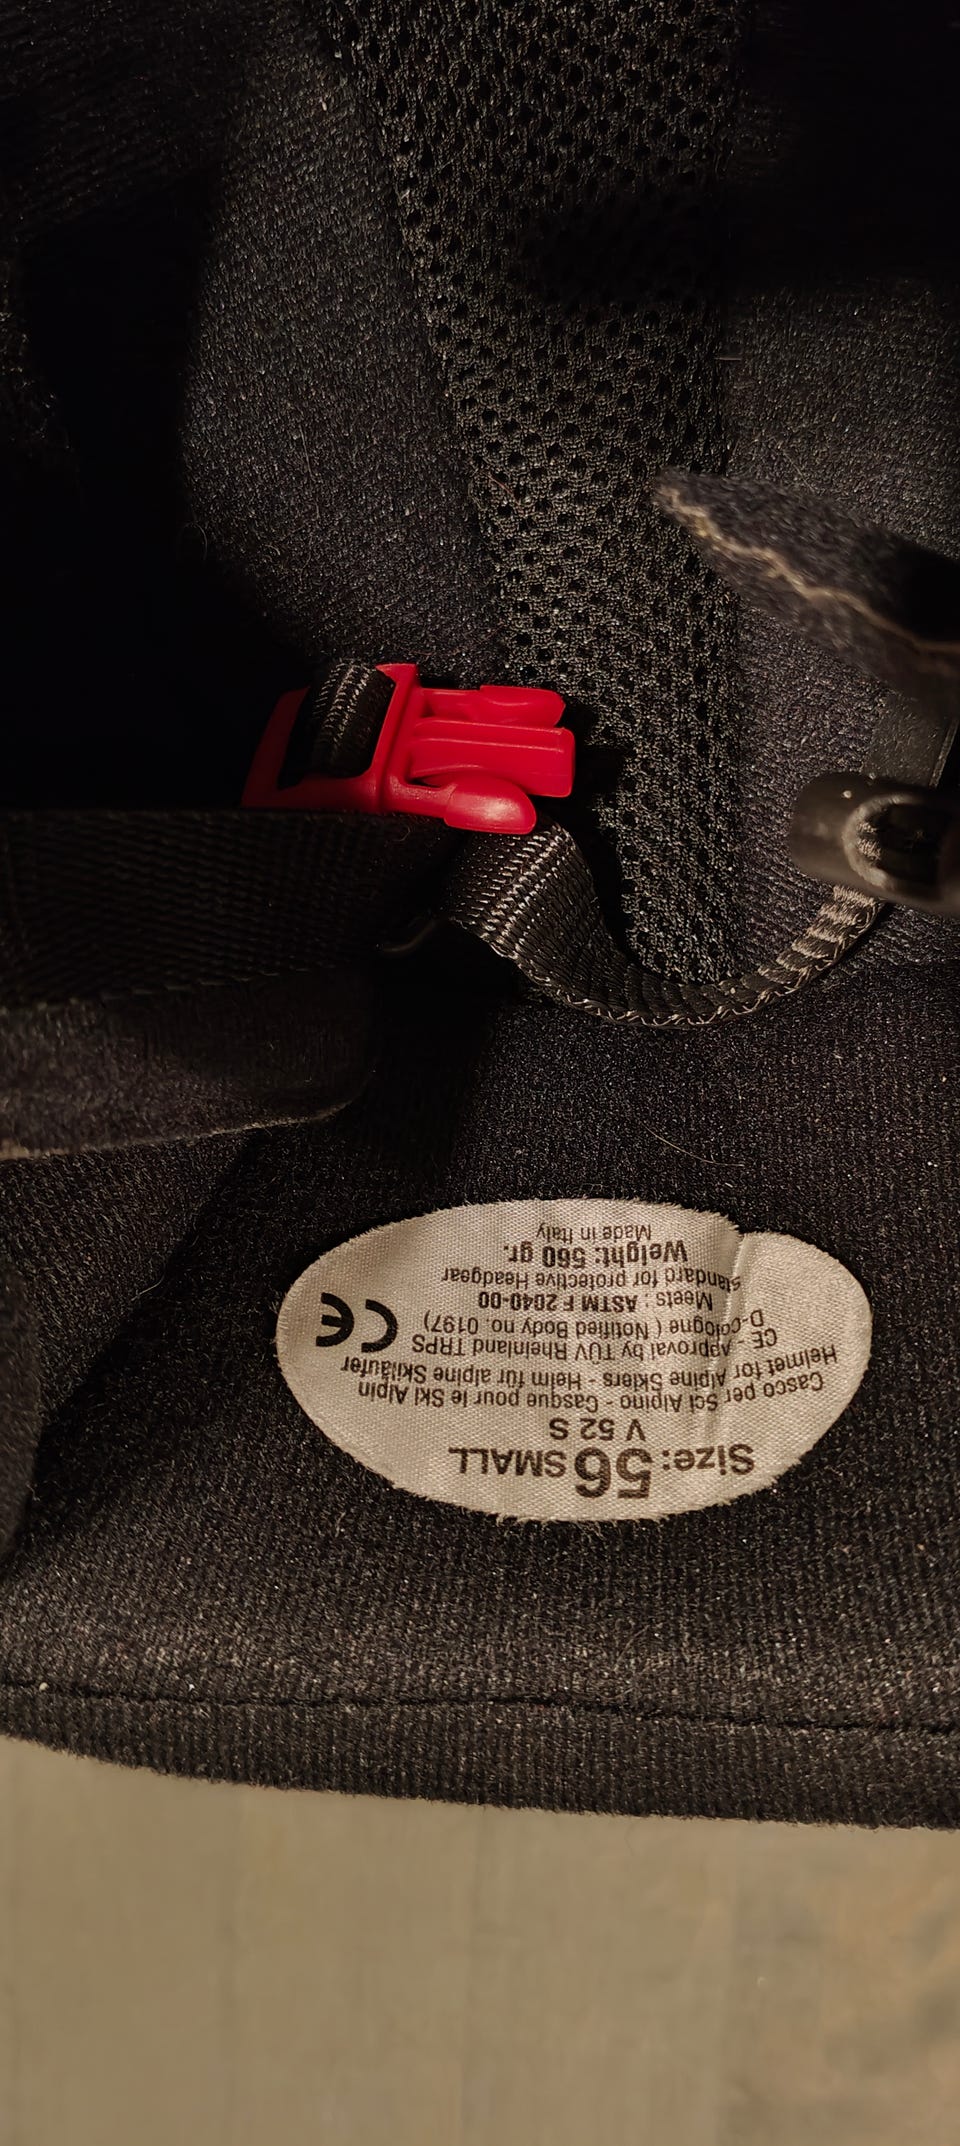 Size: 56 SMALL
V 52 S
Casco per Sci Alpino - Casque pour le Ski Alpin
Helmet for Alpine Skiers - Helm für alpine Skiläufer
CE - Approval by TÜV Rheinland TRPS
D-Cologne ( Notified Body no. 0197)
Meets : ASTM F 2040-00
standard for protective Headgear
Weight: 560 gr.
Made in Italy
CE